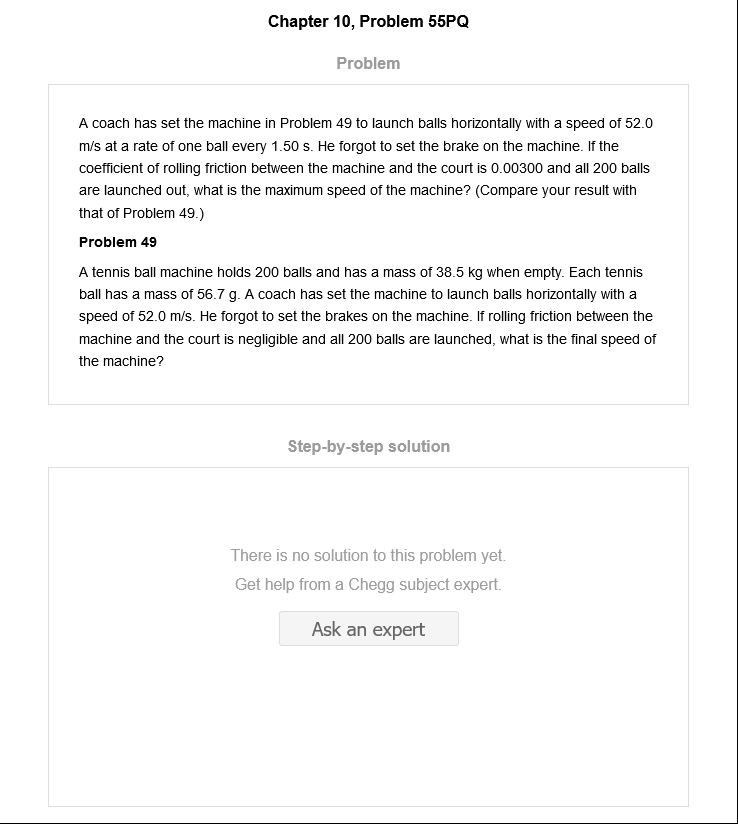 Chapter 10, Problem 55PQ
Problem
A coach has set the machine in Problem 49 to launch balls horizontally with a speed of 52.0
m/s at a rate of one ball every 1.50 s. He forgot to set the brake on the machine. If the
coefficient of rolling friction between the machine and the court is 0.00300 and all 200 balls
are launched out, what is the maximum speed of the machine? (Compare your result with
that of Problem 49.)
Problem 49
A tennis ball machine holds 200 balls and has a mass of 38.5 kg when empty. Each tennis
ball has a mass of 56.7 g. A coach has set the machine to launch balls horizontally with a
speed of 52.0 m/s. He forgot to set the brakes on the machine. If rolling friction between the
machine and the court is negligible and all 200 balls are launched, what is the final speed of
the machine?
Step-by-step solution
There is no solution to this problem yet.
Get help from a Chegg subject expert.
Ask an expert